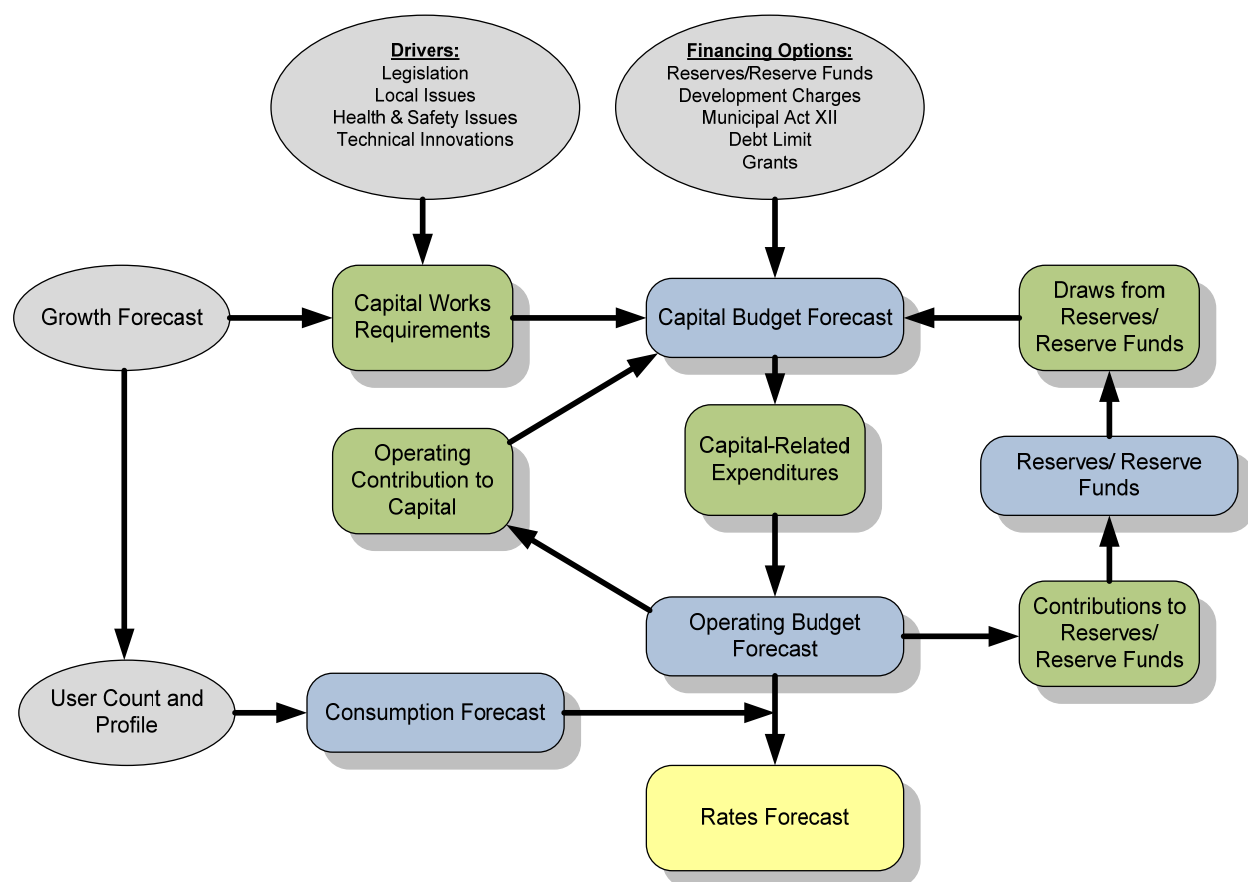 Drivers:
Legislation
Local Issues
Health & Safety Issues
Technical Innovations
Financing Options:
Reserves/Reserve Funds
Development Charges
Municipal Act XII
Debt Limit
Grants
Growth Forecast
Capital Works
Requirements
Capital Budget Forecast
Draws from
Reserves/
Reserve Funds
Operating
Contribution to
Capital
Capital-Related
Expenditures
Reserves/ Reserve
Funds
Operating Budget
Forecast
Contributions to
Reserves/
Reserve Funds
User Count and
Profile
Consumption Forecast
Rates Forecast